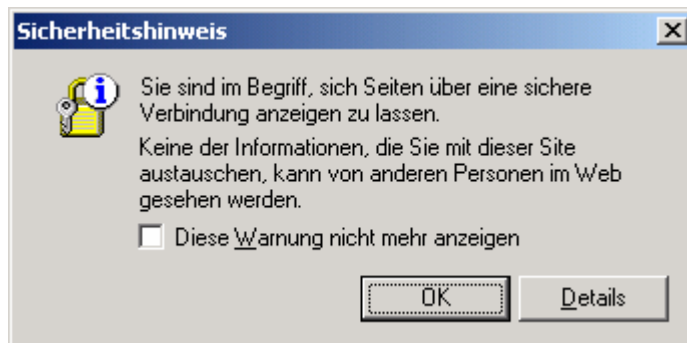 Sicherheitshinweis
Sie sind im Begriff, sich Seiten über eine sichere
Verbindung anzeigen zu lassen.
Keine der Informationen, die Sie mit dieser Site
austauschen, kann von anderen Personen im Web
gesehen werden.
Diese Warnung nicht mehr anzeigen
OK
Details